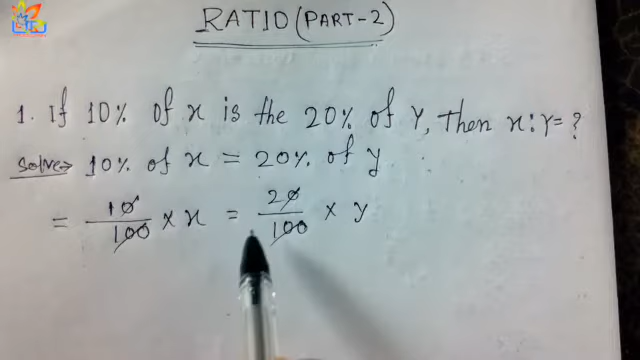 RATIO (PART-2)
1. If 10% of x is the 20% of Y, Then x:Y=?
Solve⇒ 10% of x = 20% of y
= 10/100 × x = 20/100 × y